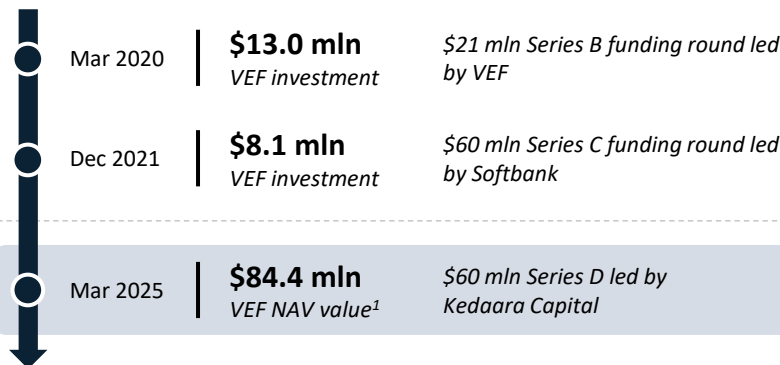 Mar 2020
$13.0 mln
VEF investment
$21 mln Series B funding round led
by VEF
Dec 2021
$8.1 mln
VEF investment
$60 mln Series C funding round led
by Softbank
Mar 2025
$84.4 mln
VEF NAV value¹
$60 mln Series D led by
Kedaara Capital